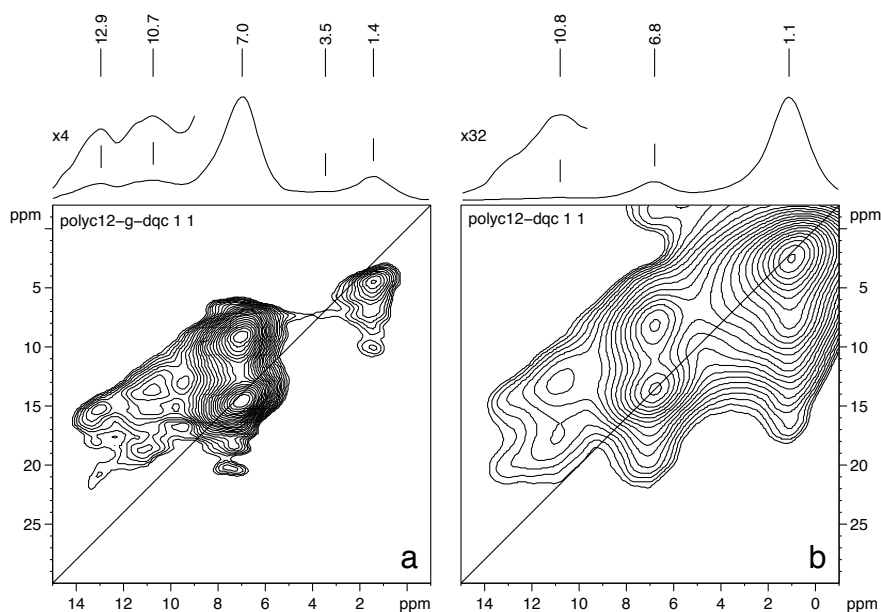 12.9 10.7 7.0 3.5 1.4
10.8 6.8 1.1
x4
x32
ppm
polyc12-g-dqc 1 1
polyc12-dqc 1 1
ppm
5
5
10
10
15
15
20
20
25
25
a
b
14 12 10 8 6 4 2 ppm
14 12 10 8 6 4 2 0 ppm